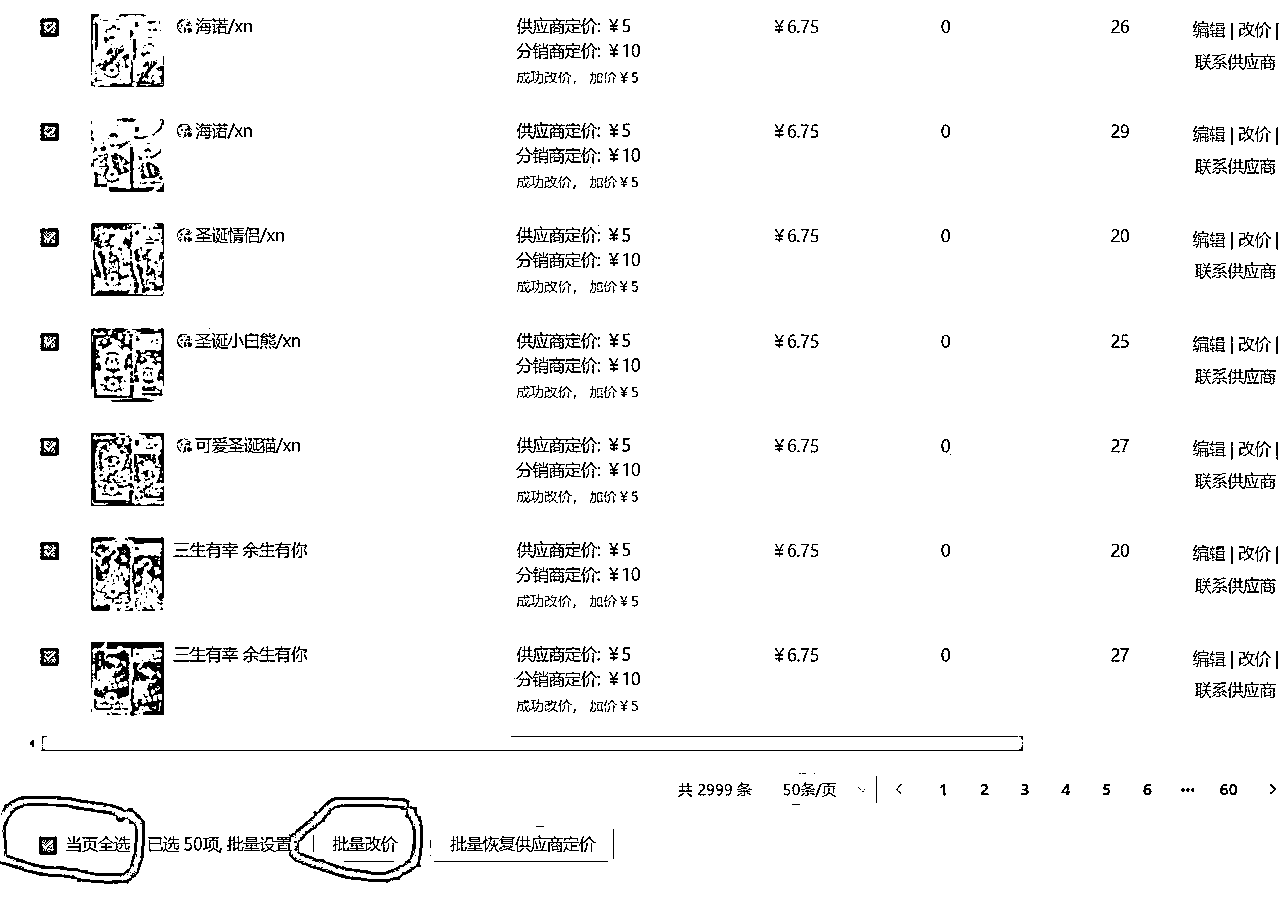 海诺/xn 供应商定价: ¥5 ¥6.75 0 26 编辑 | 改价 |
分销商定价: ¥10 联系供应商
成功改价， 加价¥5
海诺/xn 供应商定价: ¥5 ¥6.75 0 29 编辑 | 改价 |
分销商定价: ¥10 联系供应商
成功改价， 加价¥5
圣诞情侣/xn 供应商定价: ¥5 ¥6.75 0 20 编辑 | 改价 |
分销商定价: ¥10 联系供应商
成功改价， 加价¥5
圣诞小白熊/xn 供应商定价: ¥5 ¥6.75 0 25 编辑 | 改价 |
分销商定价: ¥10 联系供应商
成功改价， 加价¥5
可爱圣诞猫/xn 供应商定价: ¥5 ¥6.75 0 27 编辑 | 改价 |
分销商定价: ¥10 联系供应商
成功改价， 加价¥5
三生有幸 余生有你 供应商定价: ¥5 ¥6.75 0 20 编辑 | 改价 |
分销商定价: ¥10 联系供应商
成功改价， 加价¥5
三生有幸 余生有你 供应商定价: ¥5 ¥6.75 0 27 编辑 | 改价 |
分销商定价: ¥10 联系供应商
成功改价， 加价¥5
共 2999 条 50条/页 < 1 2 3 4 5 6 ··· 60 >
当页全选 已选 50项, 批量设置 批量改价 批量恢复供应商定价